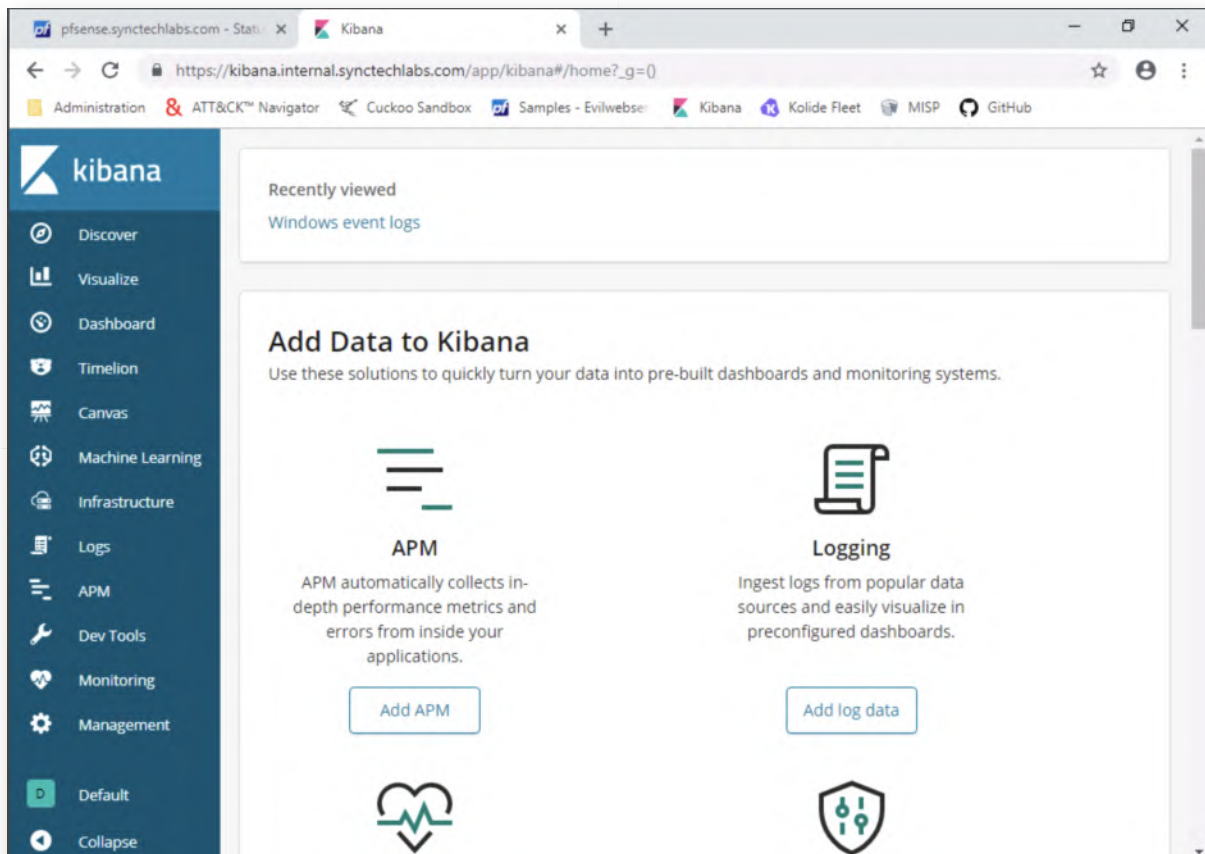 pfsense.synctechlabs.com - Statu
Kibana
https://kibana.internal.synctechlabs.com/app/kibana#/home?_g=()
Administration ATT&CK™ Navigator Cuckoo Sandbox Samples - Evilwebser Kibana Kolide Fleet MISP GitHub
kibana
Discover
Visualize
Dashboard
Timelion
Canvas
Machine Learning
Infrastructure
Logs
APM
Dev Tools
Monitoring
Management
D Default
Collapse
Recently viewed
Windows event logs
Add Data to Kibana
Use these solutions to quickly turn your data into pre-built dashboards and monitoring systems.
APM
APM automatically collects in-
depth performance metrics and
errors from inside your
applications.
Add APM
Logging
Ingest logs from popular data
sources and easily visualize in
preconfigured dashboards.
Add log data